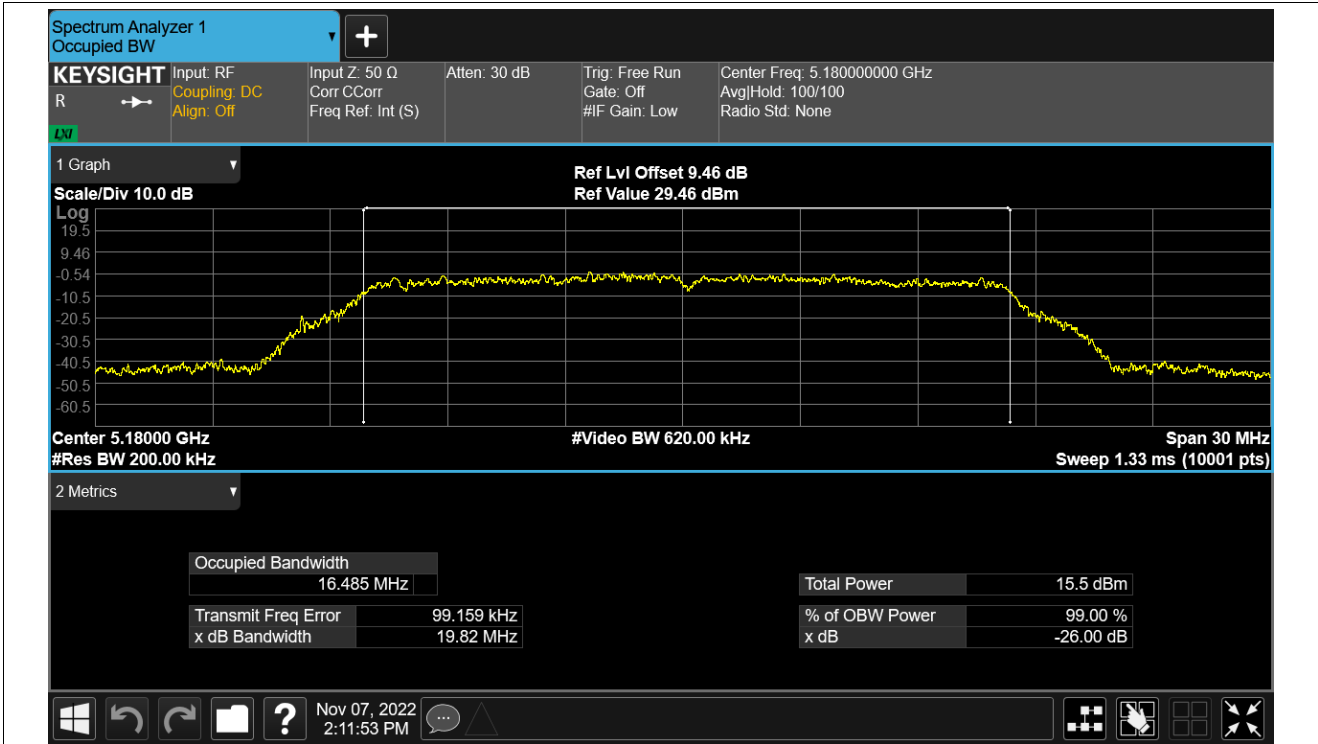 Spectrum Analyzer 1
Occupied BW
KEYSIGHT
R
LXI
Input: RF
Coupling: DC
Align: Off
Input Z: 50 Ω
Corr CCorr
Freq Ref: Int (S)
Atten: 30 dB
Trig: Free Run
Gate: Off
#IF Gain: Low
Center Freq: 5.180000000 GHz
Avg|Hold: 100/100
Radio Std: None
1 Graph
Scale/Div 10.0 dB
Ref Lvl Offset 9.46 dB
Ref Value 29.46 dBm
Log
19.5
9.46
-0.54
-10.5
-20.5
-30.5
-40.5
-50.5
-60.5
Center 5.18000 GHz
#Video BW 620.00 kHz
Span 30 MHz
#Res BW 200.00 kHz
Sweep 1.33 ms (10001 pts)
2 Metrics
Occupied Bandwidth
16.485 MHz
Total Power 15.5 dBm
Transmit Freq Error 99.159 kHz
% of OBW Power 99.00 %
x dB Bandwidth 19.82 MHz
x dB -26.00 dB
?
Nov 07, 2022
2:11:53 PM